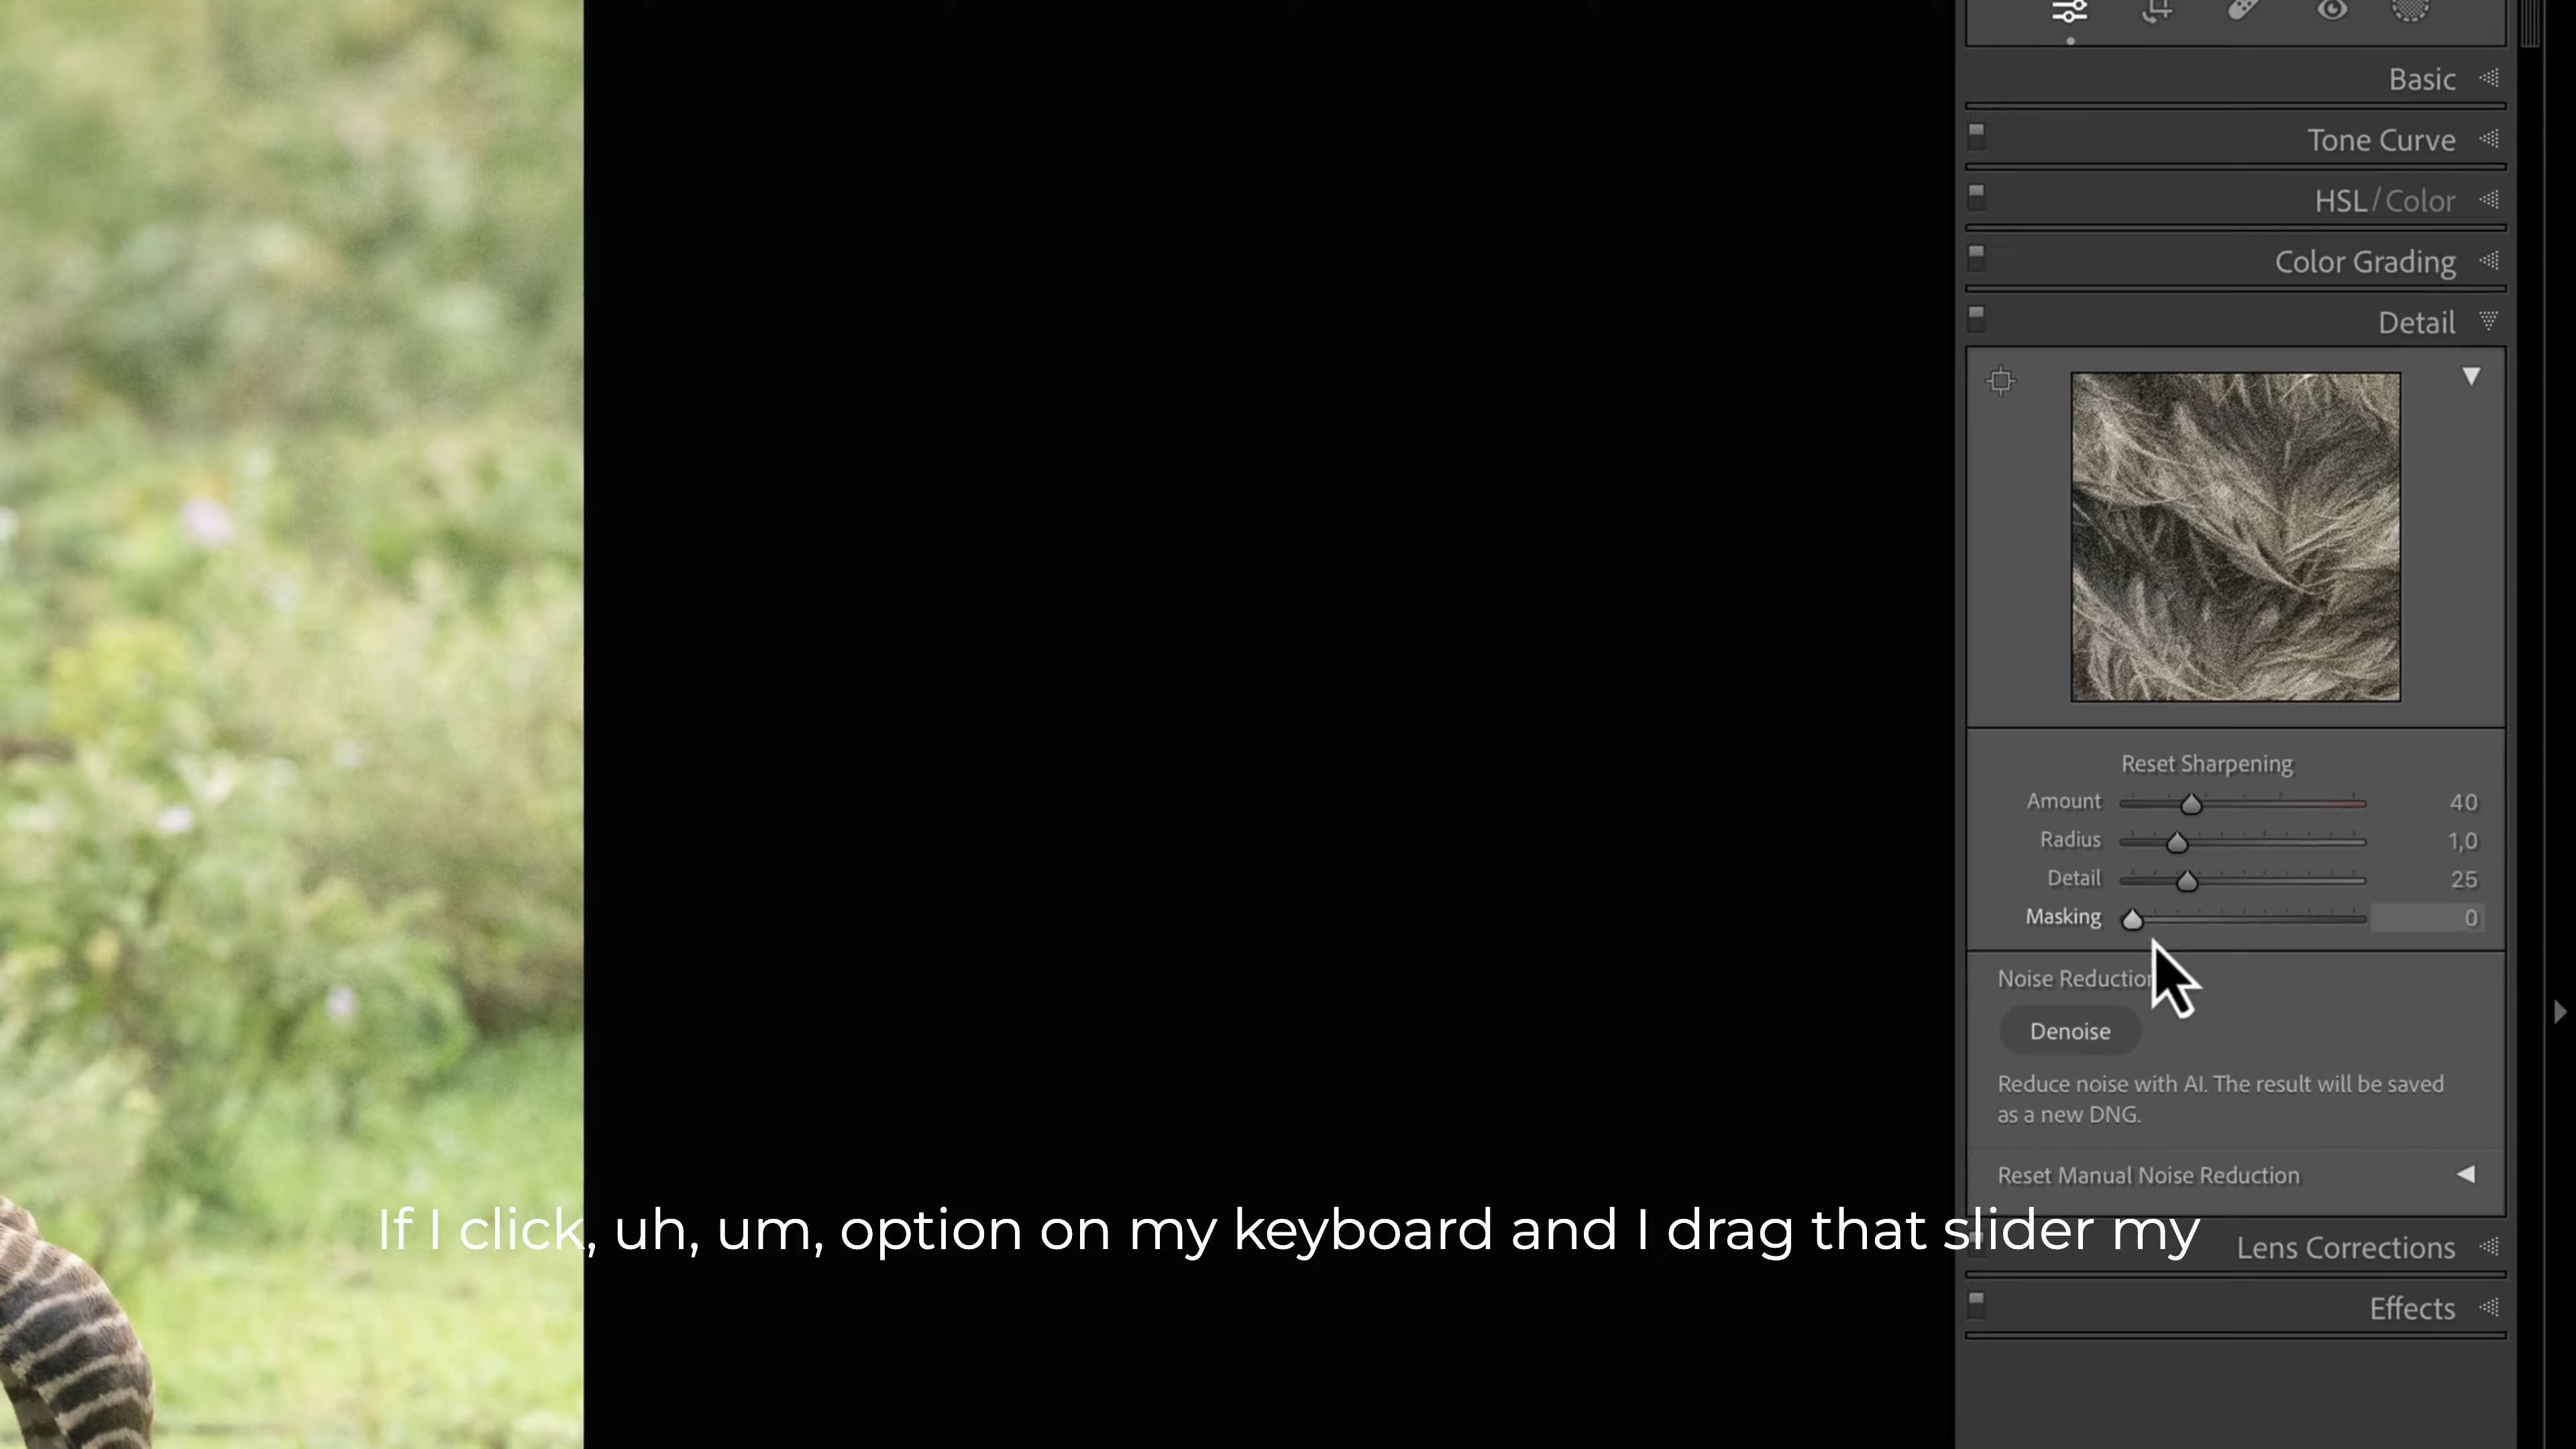 Basic
Tone Curve
HSL / Color
Color Grading
Detail
Reset Sharpening
Amount 40
Radius 1,0
Detail 25
Masking 0
Noise Reduction
Denoise
Reduce noise with AI. The result will be saved
as a new DNG.
Reset Manual Noise Reduction
If I click, uh, um, option on my keyboard and I drag that slider my
Lens Corrections
Effects